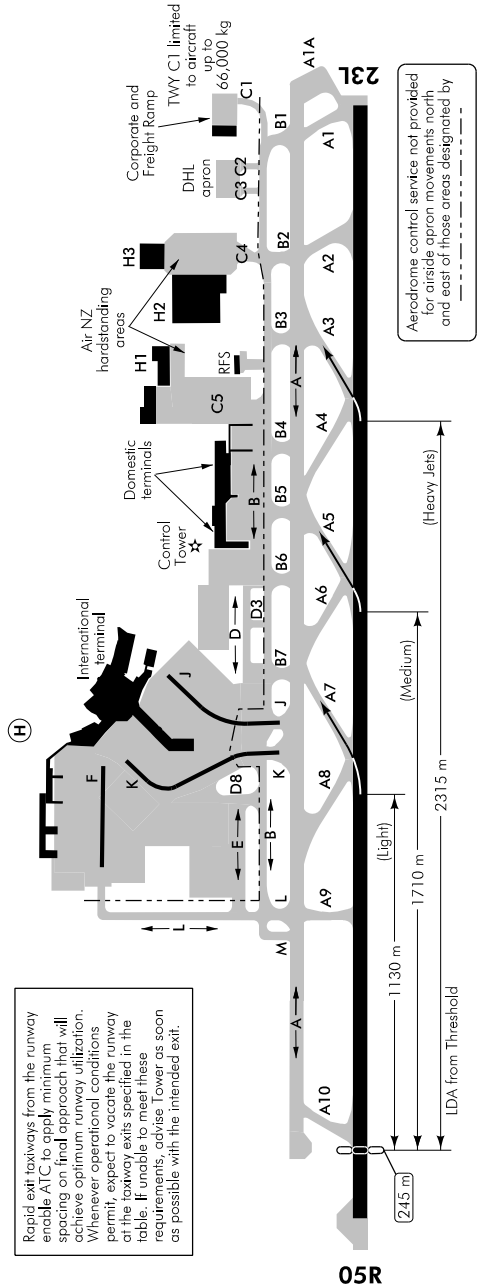 Rapid exit taxiways from the runway
enable ATC to apply minimum
spacing on final approach that will
achieve optimum runway utilization.
Whenever operational conditions
permit, expect to vacate the runway
at the taxiway exits specified in the
table. If unable to meet these
requirements, advise Tower as soon
as possible with the intended exit.
H
International
terminal
Control
Tower
Domestic
terminals
Air NZ
hardstanding
areas
H1
H2
H3
RFS
DHL
apron
Corporate and
Freight Ramp
TWY C1 limited
to aircraft
up to
66,000 kg
F
K
J
L
E
D8
D
D3
B
C5
C4
C3
C2
C1
M
L
B
K
J
B7
B6
B5
B4
B3
B2
B1
A
A
A10
A9
A8
A7
A6
A5
A4
A3
A2
A1
A1A
05R
23L
245 m
LDA from Threshold
1130 m
(Light)
1710 m
(Medium)
2315 m
(Heavy Jets)
Aerodrome control service not provided
for airside apron movements north
and east of those areas designated by